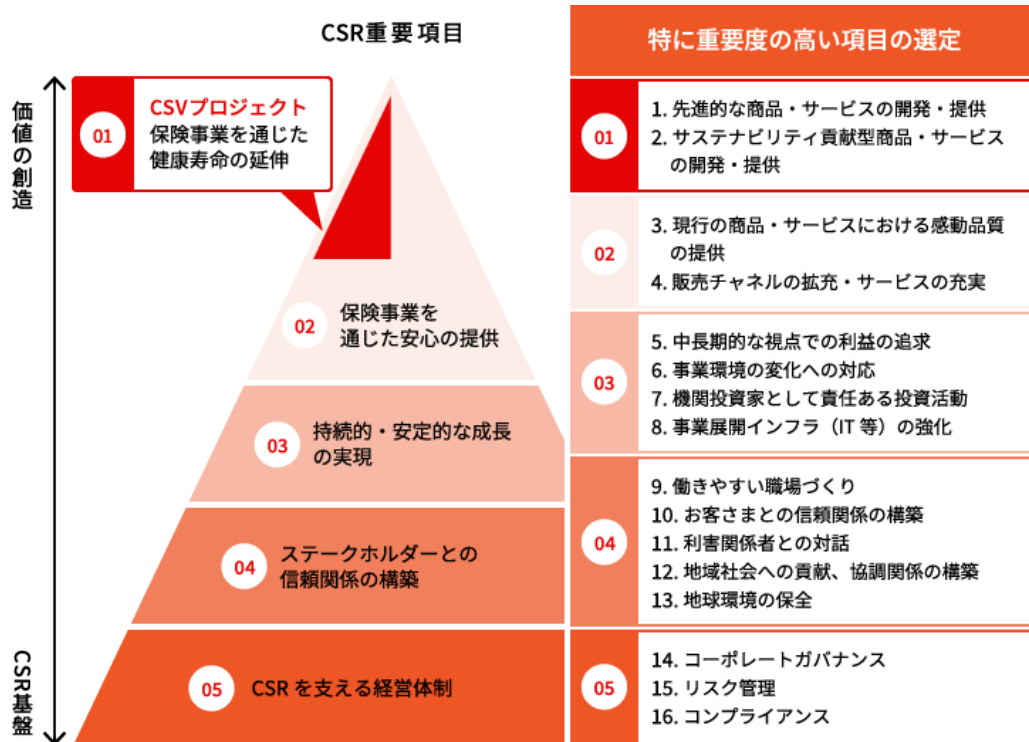 CSR重要項目
価値の創造
CSR基盤
01
CSVプロジェクト
保険事業を通じた
健康寿命の延伸
02
保険事業を
通じた安心の提供
03
持続的・安定的な成長
の実現
04
ステークホルダーとの
信頼関係の構築
05
CSRを支える経営体制
特に重要度の高い項目の選定
01
1. 先進的な商品・サービスの開発・提供
2. サステナビリティ貢献型商品・サービス
の開発・提供
02
3. 現行の商品・サービスにおける感動品質
の提供
4. 販売チャネルの拡充・サービスの充実
03
5. 中長期的な視点での利益の追求
6. 事業環境の変化への対応
7. 機関投資家として責任ある投資活動
8. 事業展開インフラ（IT 等）の強化
04
9. 働きやすい職場づくり
10. お客さまとの信頼関係の構築
11. 利害関係者との対話
12. 地域社会への貢献、協調関係の構築
13. 地球環境の保全
05
14. コーポレートガバナンス
15. リスク管理
16. コンプライアンス